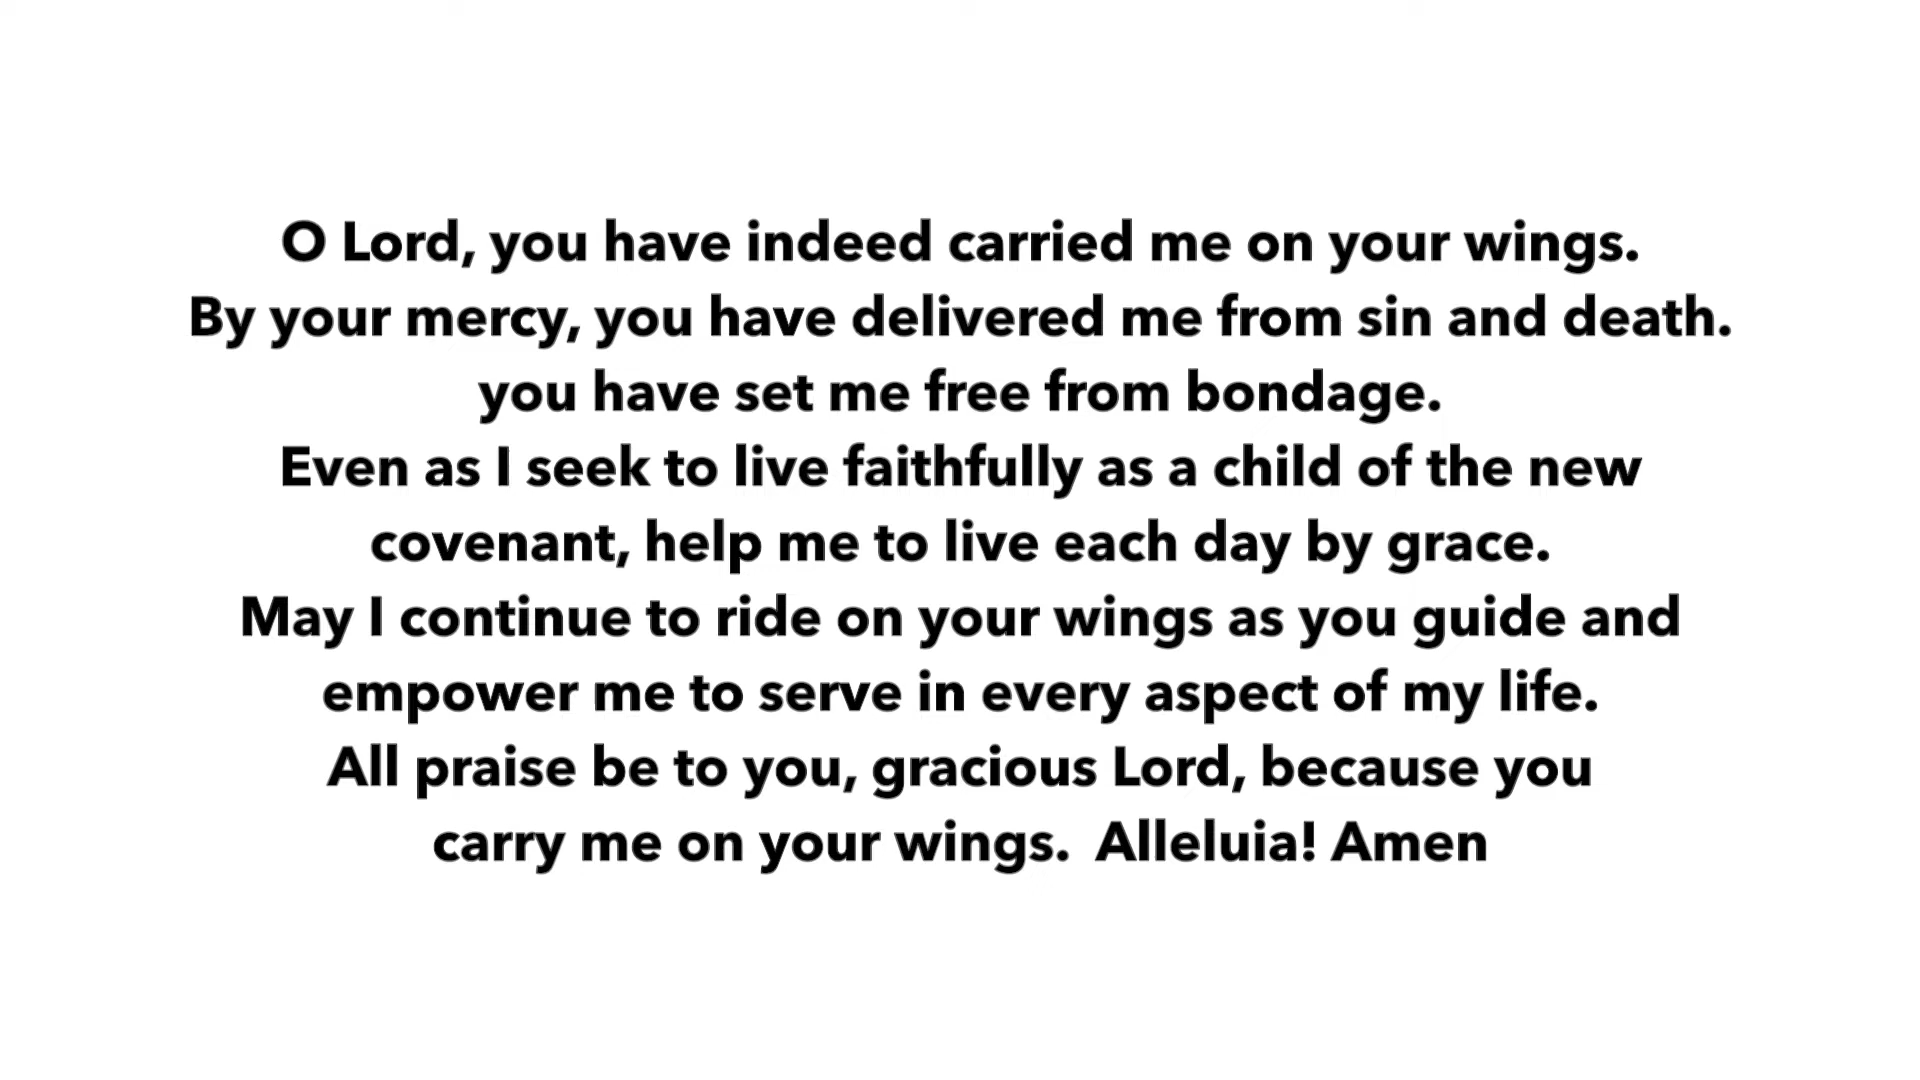 O Lord, you have indeed carried me on your wings.
By your mercy, you have delivered me from sin and death.
you have set me free from bondage.
Even as I seek to live faithfully as a child of the new
covenant, help me to live each day by grace.
May I continue to ride on your wings as you guide and
empower me to serve in every aspect of my life.
All praise be to you, gracious Lord, because you
carry me on your wings.  Alleluia! Amen